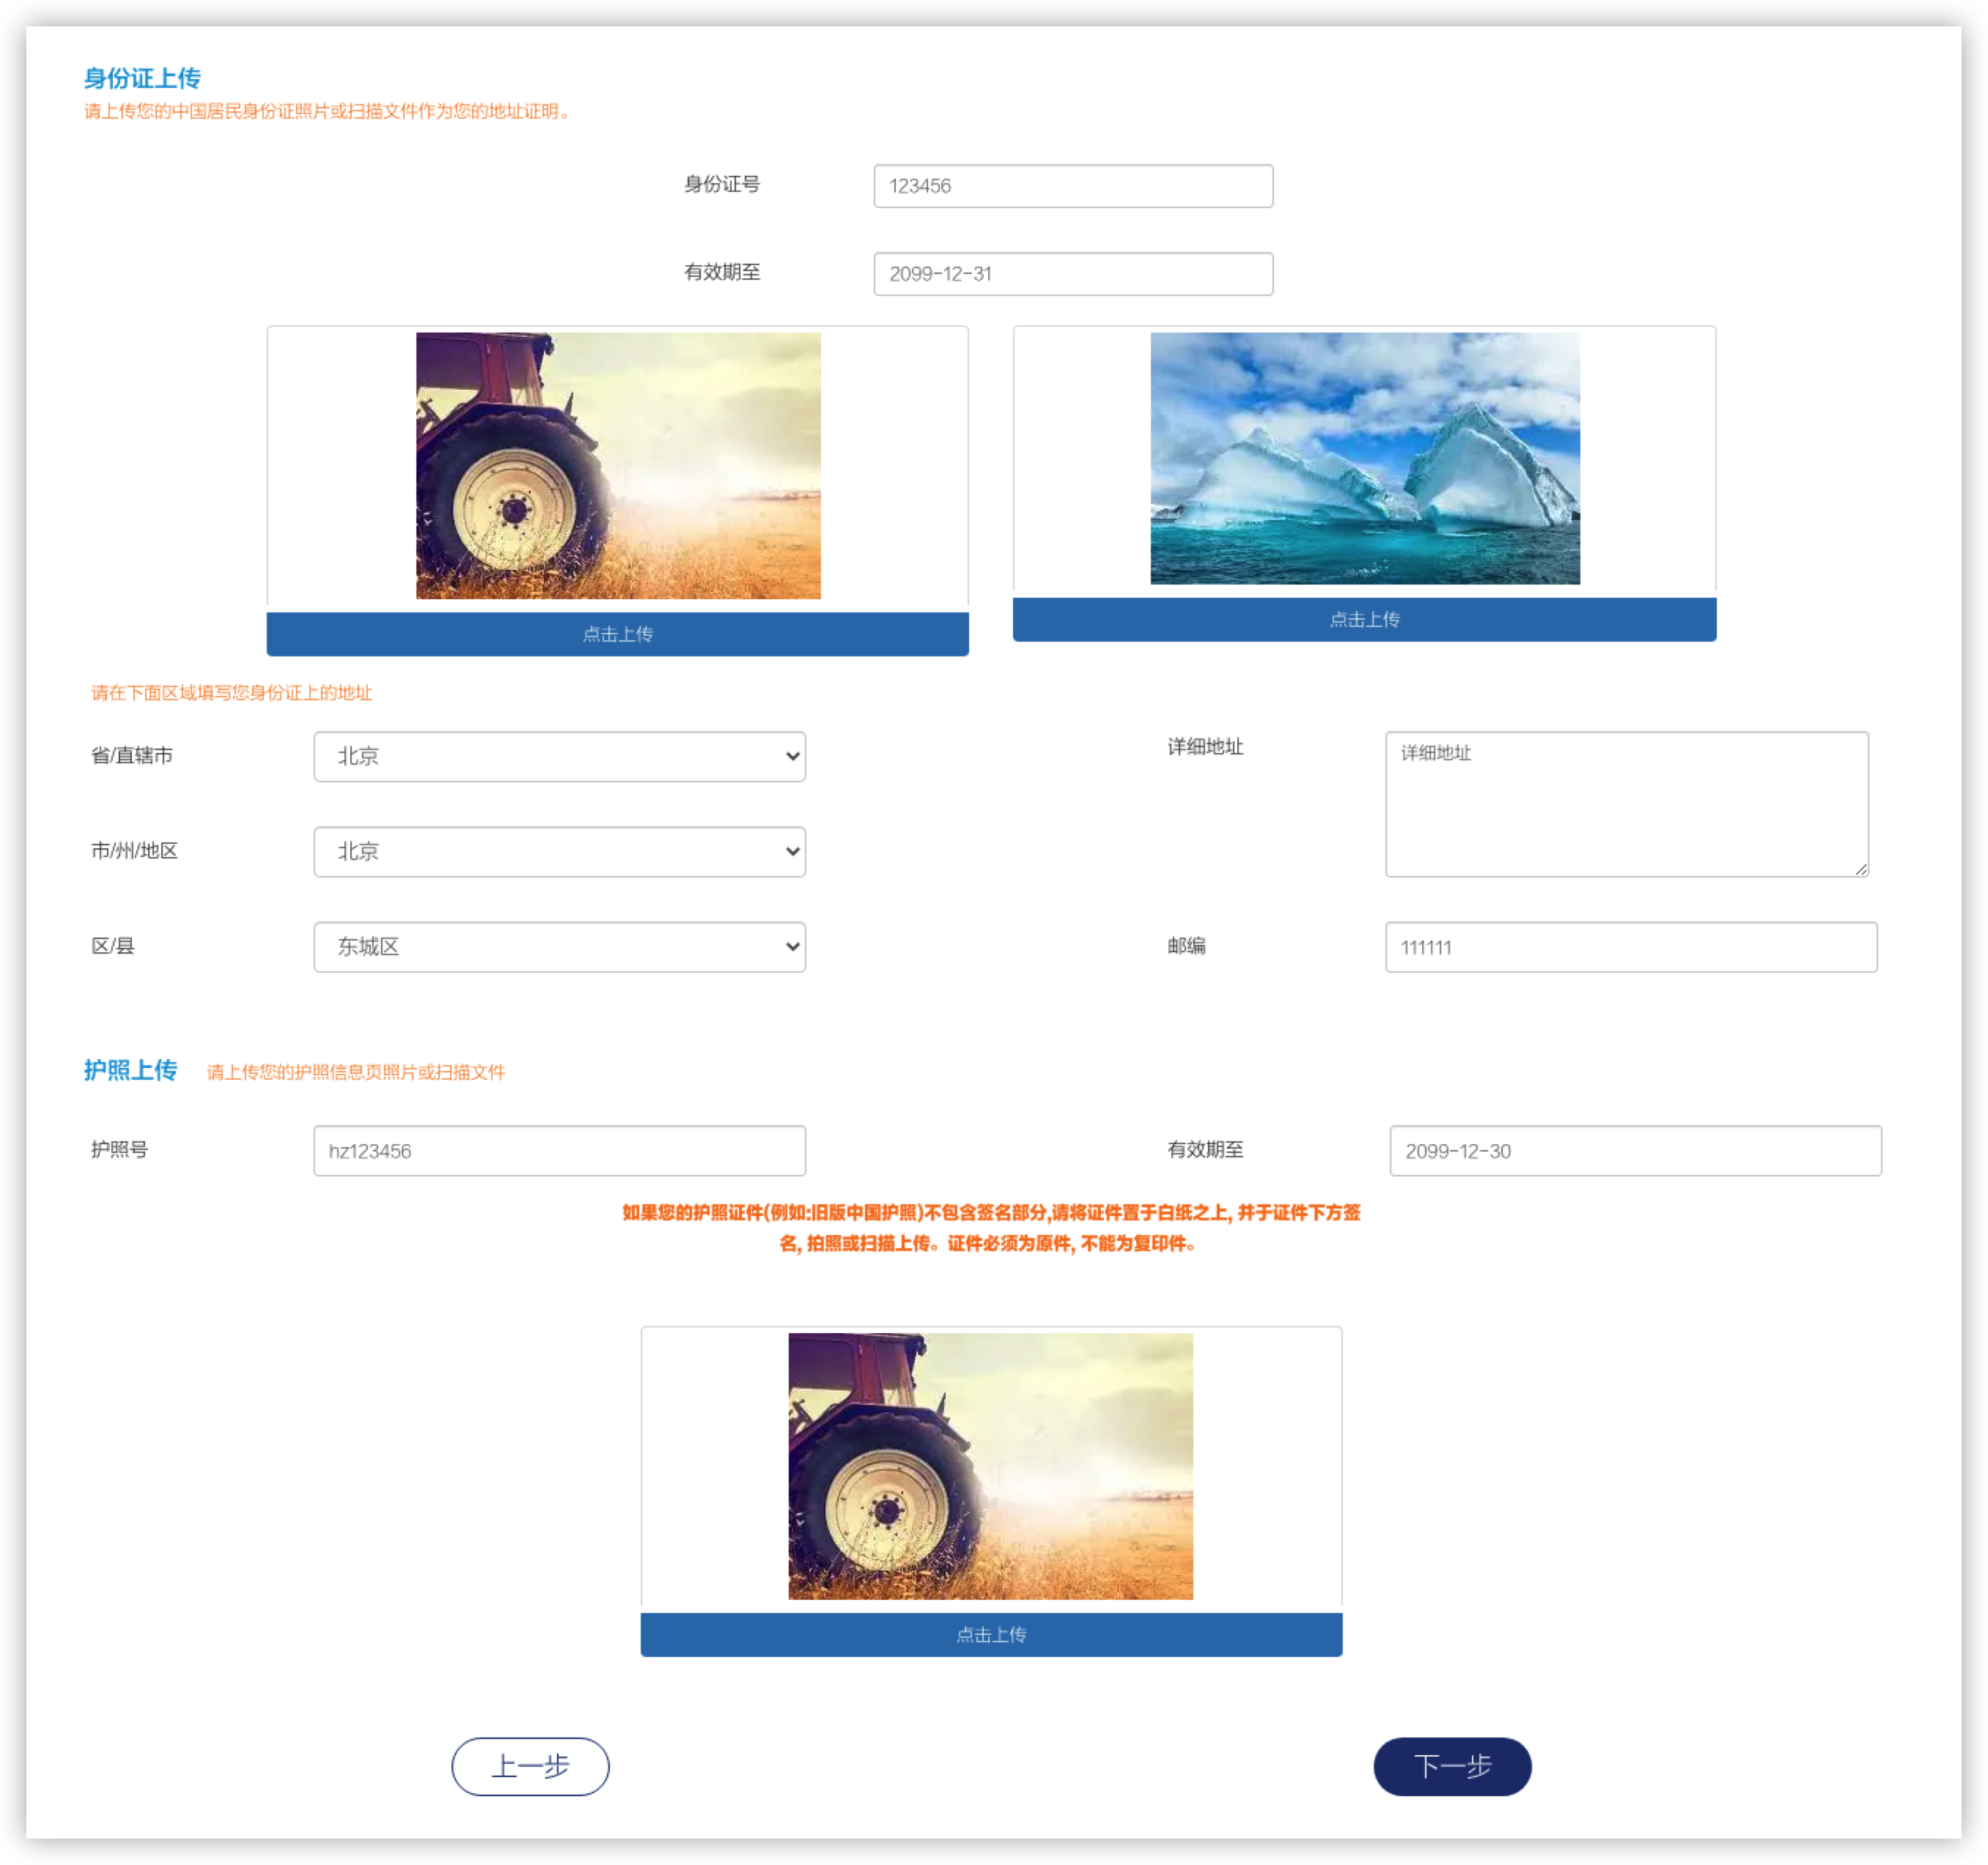 身份证上传
请上传您的中国居民身份证照片或扫描文件作为您的地址证明。
身份证号
123456
有效期至
2099-12-31
点击上传
点击上传
请在下面区域填写您身份证上的地址
省/直辖市
北京
详细地址
详细地址
市/州/地区
北京
区/县
东城区
邮编
111111
护照上传
请上传您的护照信息页照片或扫描文件
护照号
hz123456
有效期至
2099-12-30
如果您的护照证件(例如:旧版中国护照)不包含签名部分,请将证件置于白纸之上, 并于证件下方签
名, 拍照或扫描上传。证件必须为原件, 不能为复印件。
点击上传
上一步
下一步